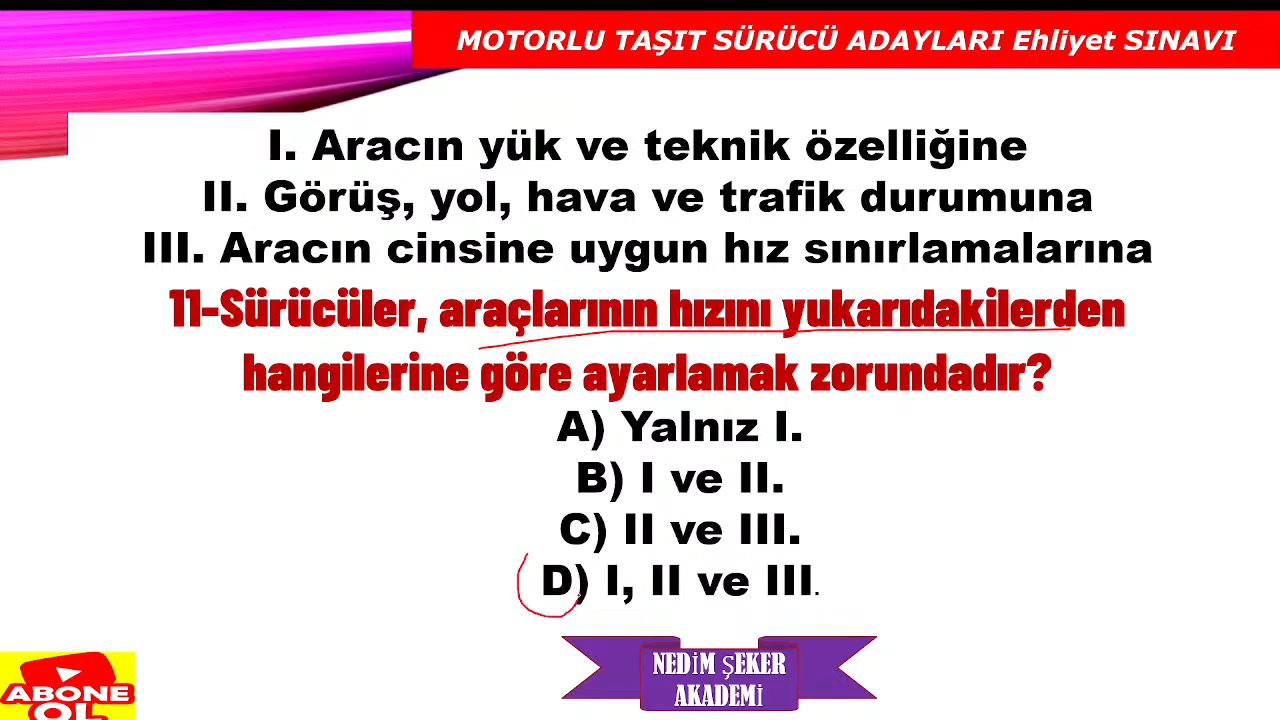 MOTORLU TAŞIT SÜRÜCÜ ADAYLARI Ehliyet SINAVI
I. Aracın yük ve teknik özelliğine
II. Görüş, yol, hava ve trafik durumuna
III. Aracın cinsine uygun hız sınırlamalarına
11-Sürücüler, araçlarının hızını yukarıdakilerden
hangilerine göre ayarlamak zorundadır?
A) Yalnız I.
B) I ve II.
C) II ve III.
D) I, II ve III.
NEDİM ŞEKER
AKADEMİ
ABONE
OL